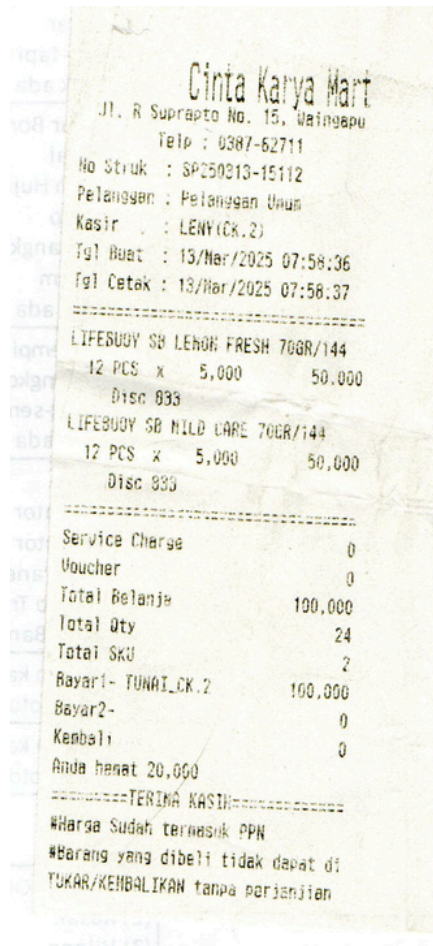 Cinta Karya Mart
Jl. R Suprapto No. 15, Waingapu
Telp : 0387-62711
No Struk : SP250313-15112
Pelanggan : Pelanggan Umum
Kasir : LENY(CK.2)
Tgl Buat : 13/Mar/2025 07:58:36
Tgl Cetak : 13/Mar/2025 07:58:37
==============================
LIFEBUOY SB LEMON FRESH 70GR/144
12 PCS x 5,000 50.000
Disc 833
LIFEBUOY SB MILD CARE 70GR/144
12 PCS x 5,000 50,000
Disc 833
==============================
Service Charge 0
Voucher 0
Total Belanja 100,000
Total Qty 24
Total SKU 2
Bayar1- TUNAI_CK.2 100,000
Bayar2- 0
Kembali 0
Anda hemat 20,000
=========TERIMA KASIH=============
#Harga Sudah termasuk PPN
#Barang yang dibeli tidak dapat di
TUKAR/KEMBALIKAN tanpa perjanjian